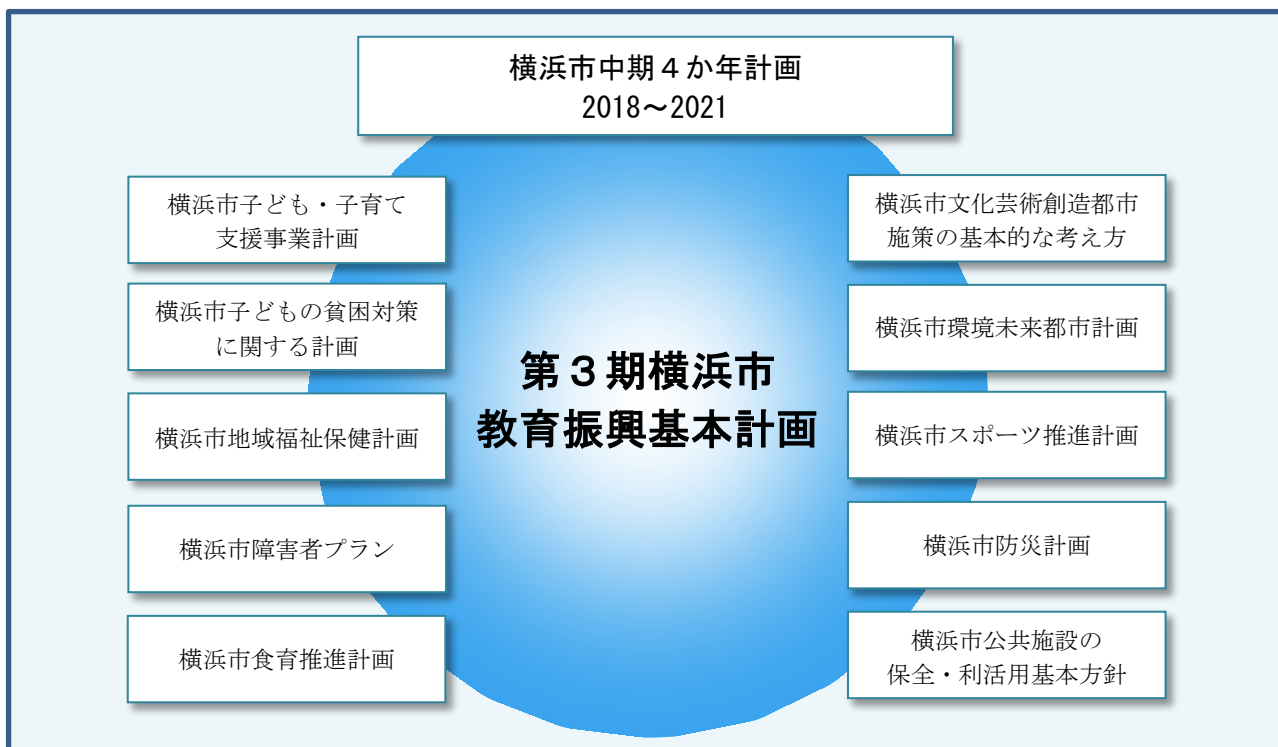 横浜市中期４か年計画
2018～2021
横浜市子ども・子育て
支援事業計画
横浜市子どもの貧困対策
に関する計画
横浜市地域福祉保健計画
横浜市障害者プラン
横浜市食育推進計画
第３期横浜市
教育振興基本計画
横浜市文化芸術創造都市
施策の基本的な考え方
横浜市環境未来都市計画
横浜市スポーツ推進計画
横浜市防災計画
横浜市公共施設の
保全・利活用基本方針